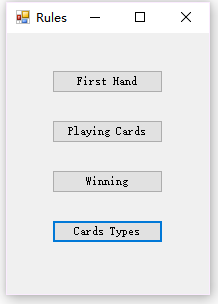 Rules
First Hand
Playing Cards
Winning
Cards Types